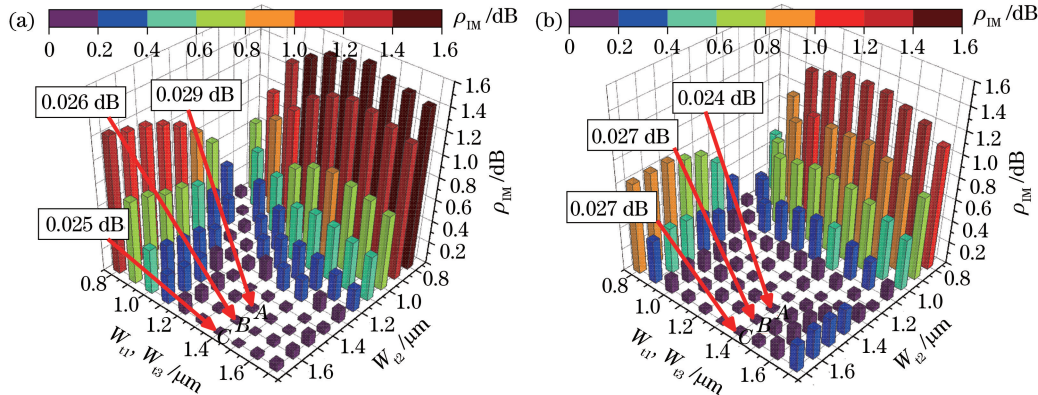 (a)
ρIM /dB
0 0.2 0.4 0.6 0.8 1.0 1.2 1.4 1.6
0.029 dB
0.026 dB
0.025 dB
A
B
C
1.6
1.4
1.2
1.0
0.8
0.6
0.4
0.2
ρIM/dB
0.8
1.0
1.2
1.4
1.6
Wt1, Wt3 /μm
0.8
1.0
1.2
1.4
1.6
Wt2 /μm
(b)
ρIM /dB
0 0.2 0.4 0.6 0.8 1.0 1.2 1.4 1.6
0.024 dB
0.027 dB
0.027 dB
A
B
C
1.6
1.4
1.2
1.0
0.8
0.6
0.4
0.2
ρIM/dB
0.8
1.0
1.2
1.4
1.6
Wt1, Wt3 /μm
0.8
1.0
1.2
1.4
1.6
Wt2 /μm